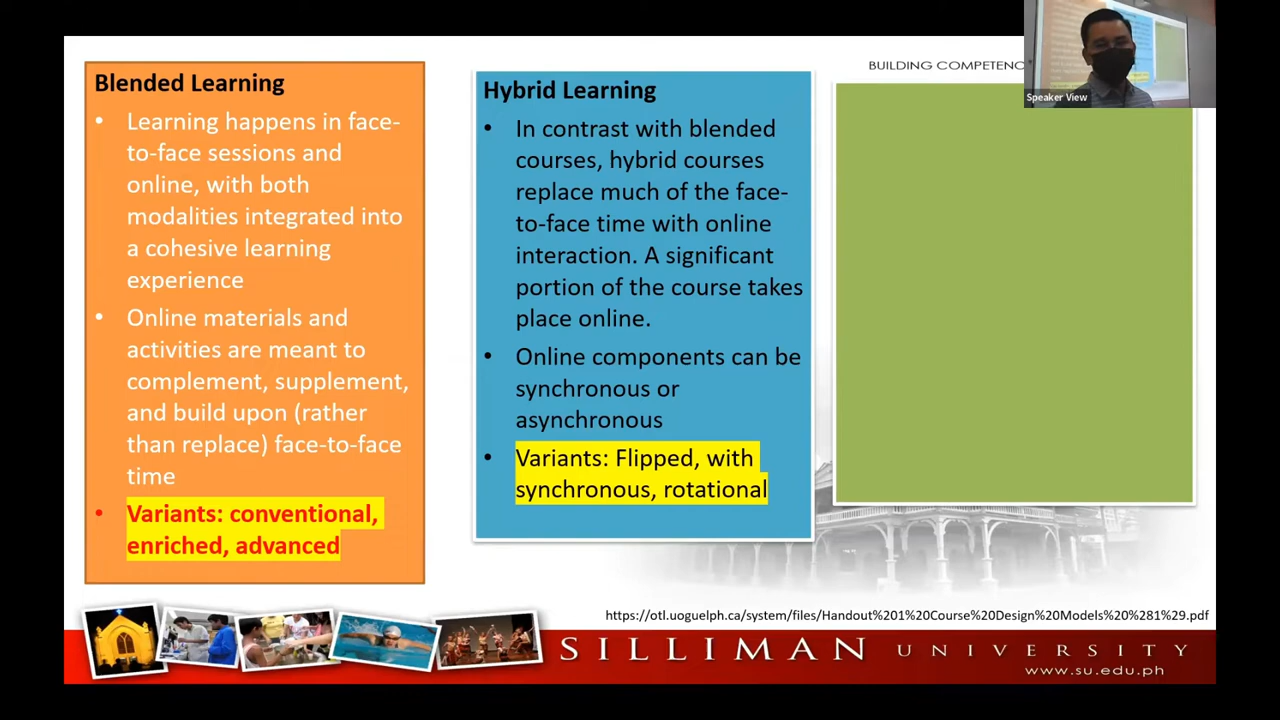 Blended Learning
• Learning happens in face-
to-face sessions and
online, with both
modalities integrated into
a cohesive learning
experience
• Online materials and
activities are meant to
complement, supplement,
and build upon (rather
than replace) face-to-face
time
• Variants: conventional,
enriched, advanced
Hybrid Learning
• In contrast with blended
courses, hybrid courses
replace much of the face-
to-face time with online
interaction. A significant
portion of the course takes
place online.
• Online components can be
synchronous or
asynchronous
• Variants: Flipped, with
synchronous, rotational
BUILDING COMPETENC
Speaker View
https://otl.uoguelph.ca/system/files/Handout%201%20Course%20Design%20Models%20%281%29.pdf
SILLIMAN UNIVERSITY
www.su.edu.ph